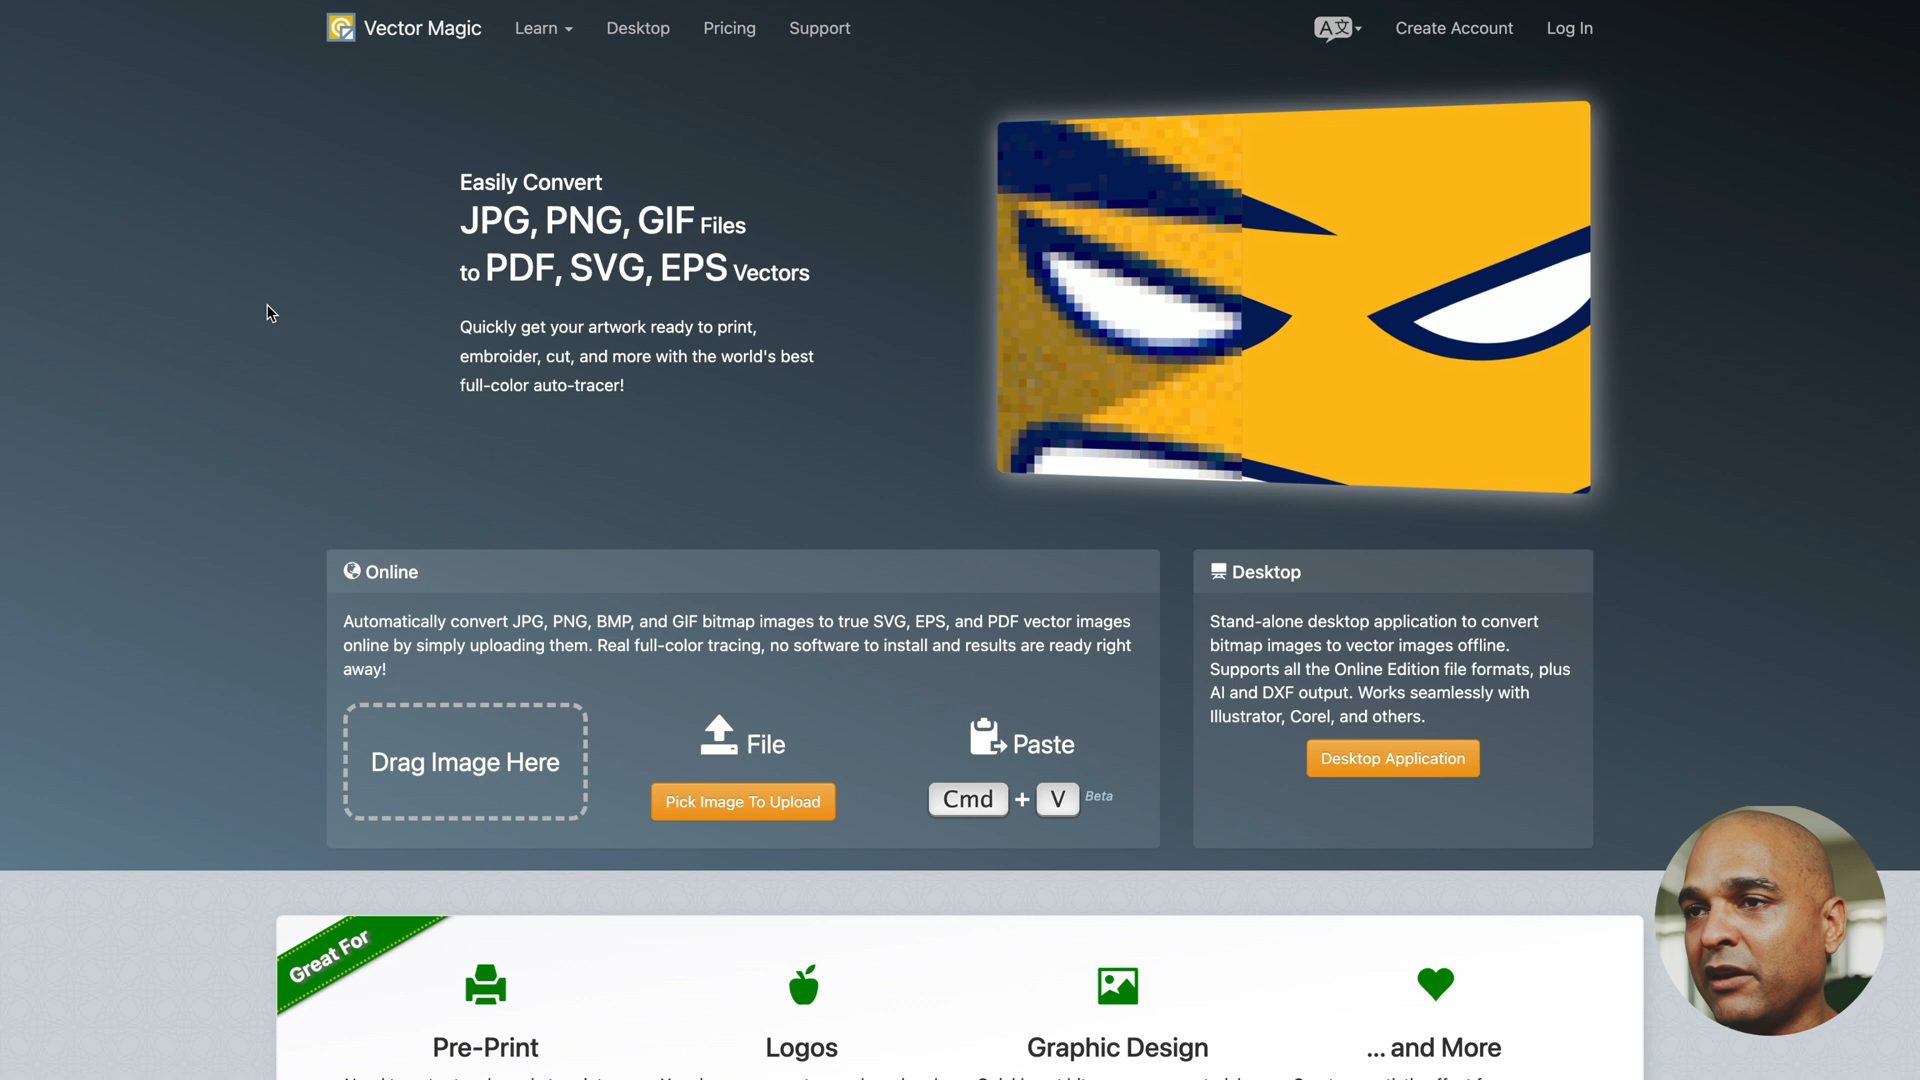 Vector Magic
Learn
Desktop
Pricing
Support
A文
Create Account
Log In
Easily Convert
JPG, PNG, GIF Files
to PDF, SVG, EPS Vectors
Quickly get your artwork ready to print,
embroider, cut, and more with the world's best
full-color auto-tracer!
Online
Automatically convert JPG, PNG, BMP, and GIF bitmap images to true SVG, EPS, and PDF vector images
online by simply uploading them. Real full-color tracing, no software to install and results are ready right
away!
Drag Image Here
File
Pick Image To Upload
Paste
Cmd + V Beta
Desktop
Stand-alone desktop application to convert
bitmap images to vector images offline.
Supports all the Online Edition file formats, plus
AI and DXF output. Works seamlessly with
Illustrator, Corel, and others.
Desktop Application
Great For
Pre-Print
Logos
Graphic Design
... and More